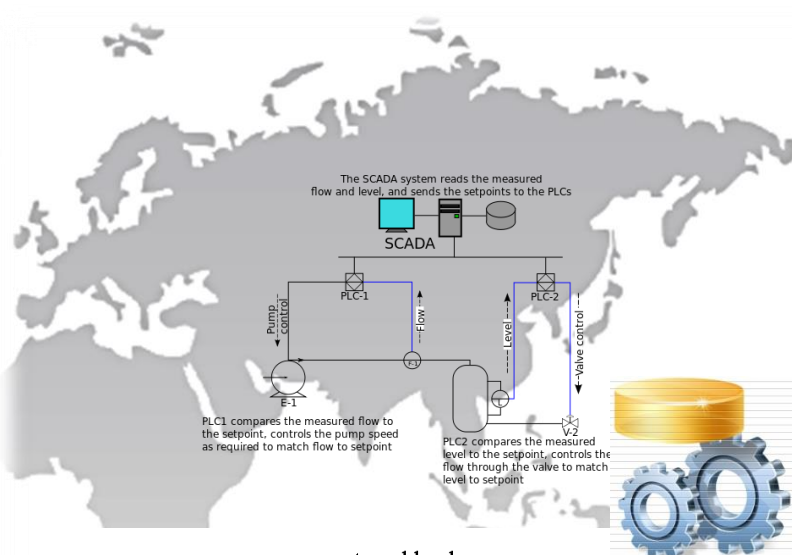 The SCADA system reads the measured
flow and level, and sends the setpoints to the PLCs
SCADA
PLC-1
PLC-2
Pump
control
Flow
Level
Valve control
F-1
L
E-1
V-2
PLC1 compares the measured flow to
the setpoint, controls the pump speed
as required to match flow to setpoint
PLC2 compares the measured
level to the setpoint, controls the
flow through the valve to match
level to setpoint